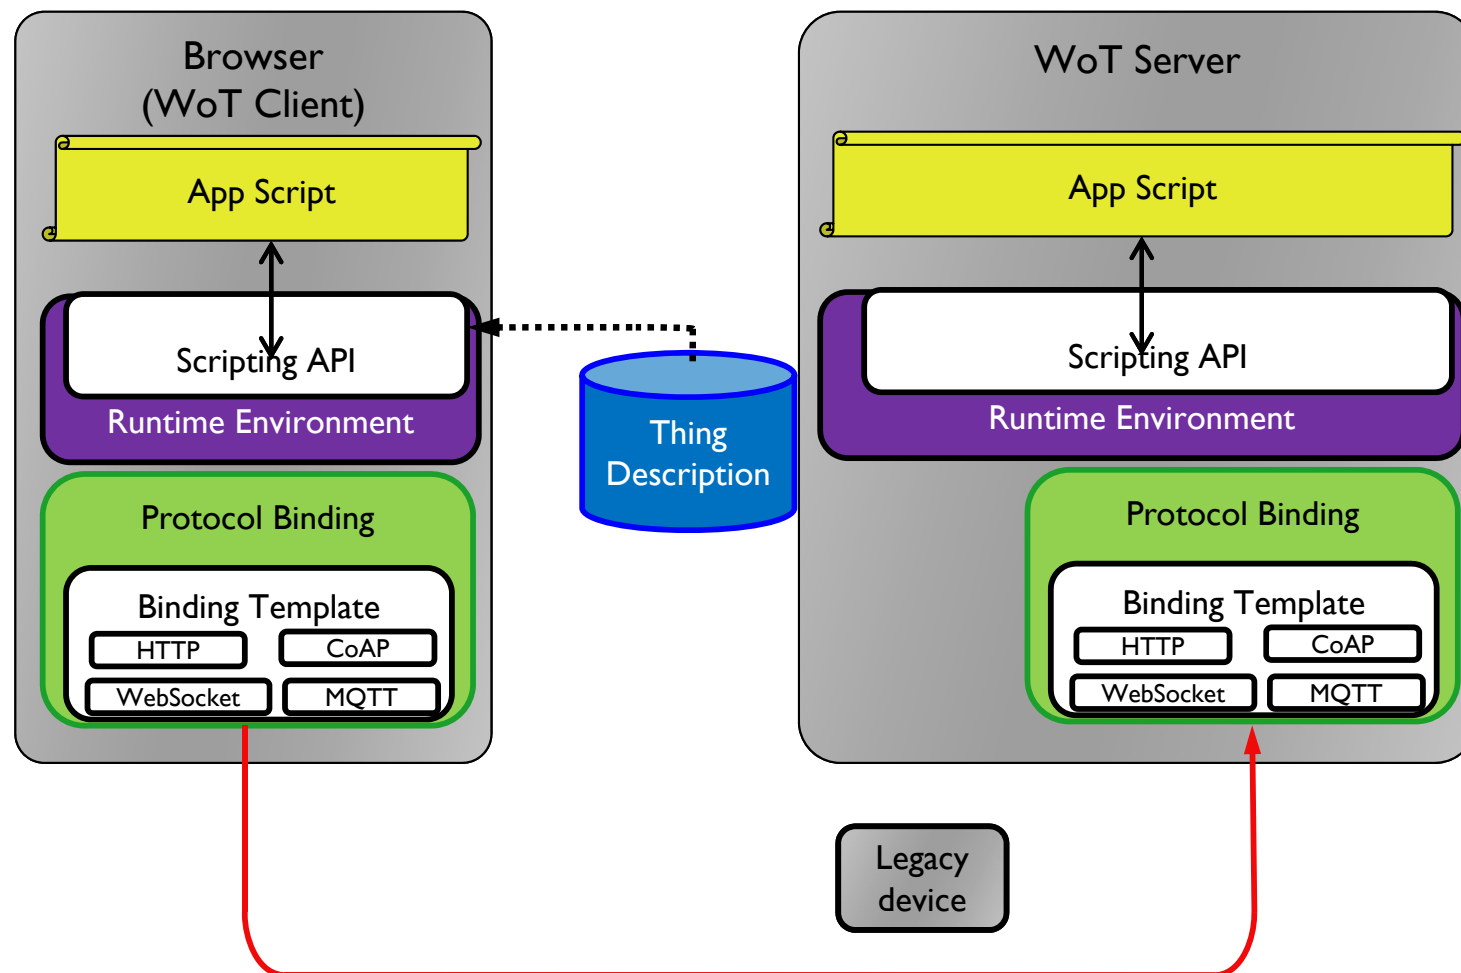 Browser
(WoT Client)
App Script
Scripting API
Runtime Environment
Protocol Binding
Binding Template
HTTP
CoAP
WebSocket
MQTT
Thing
Description
WoT Server
App Script
Scripting API
Runtime Environment
Protocol Binding
Binding Template
HTTP
CoAP
WebSocket
MQTT
Legacy
device